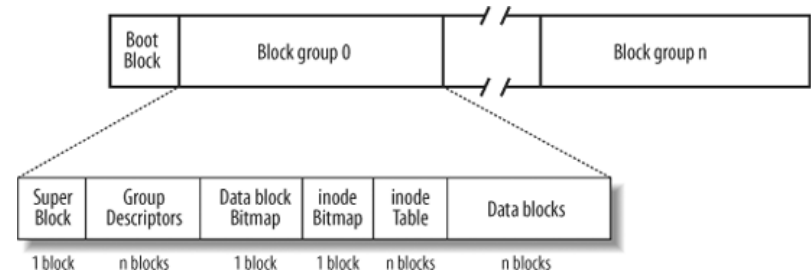 Boot
Block
Block group 0
Block group n
Super
Block
Group
Descriptors
Data block
Bitmap
inode
Bitmap
inode
Table
Data blocks
1 block
n blocks
1 block
1 block
n blocks
n blocks